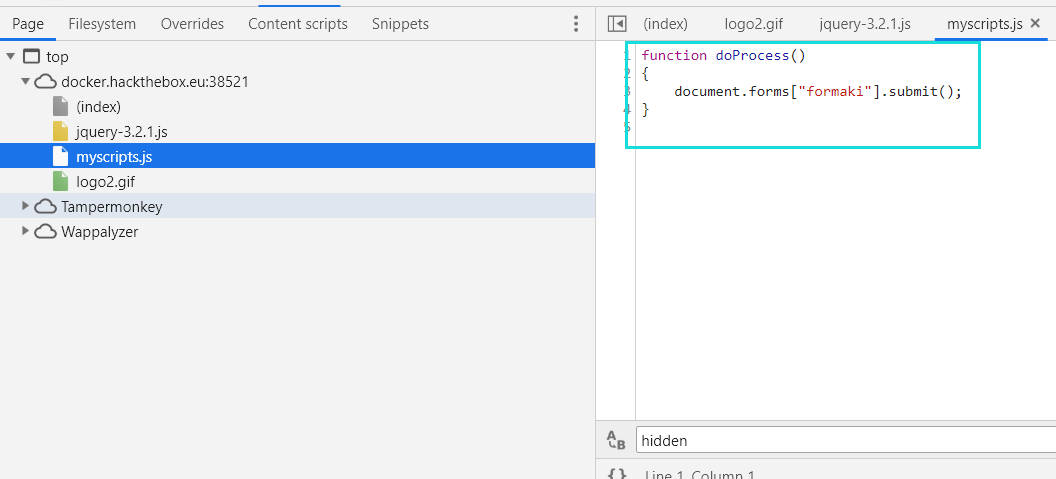 Page Filesystem Overrides Content scripts Snippets
top
docker.hackthebox.eu:38521
(index)
jquery-3.2.1.js
myscripts.js
logo2.gif
Tampermonkey
Wappalyzer
(index) logo2.gif jquery-3.2.1.js myscripts.js ×
1 function doProcess()
2 {
3 document.forms["formaki"].submit();
4 }
5
A B hidden
{} Line 1, Column 1